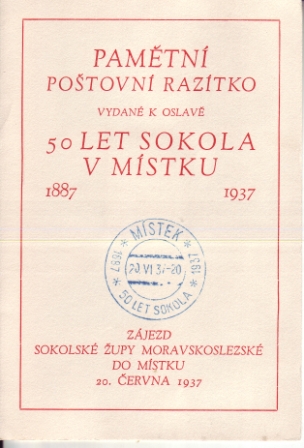 PAMĚTNÍ
POŠTOVNÍ RAZÍTKO
VYDANÉ K OSLAVĚ
50 LET SOKOLA
V MÍSTKU
1887 1937
MÍSTEK
* 1887 * 1937 *
20 VI 37-20
50 LET SOKOLA
ZÁJEZD
SOKOLSKÉ ŽUPY MORAVSKOSLEZSKÉ
DO MÍSTKU
20. ČERVNA 1937